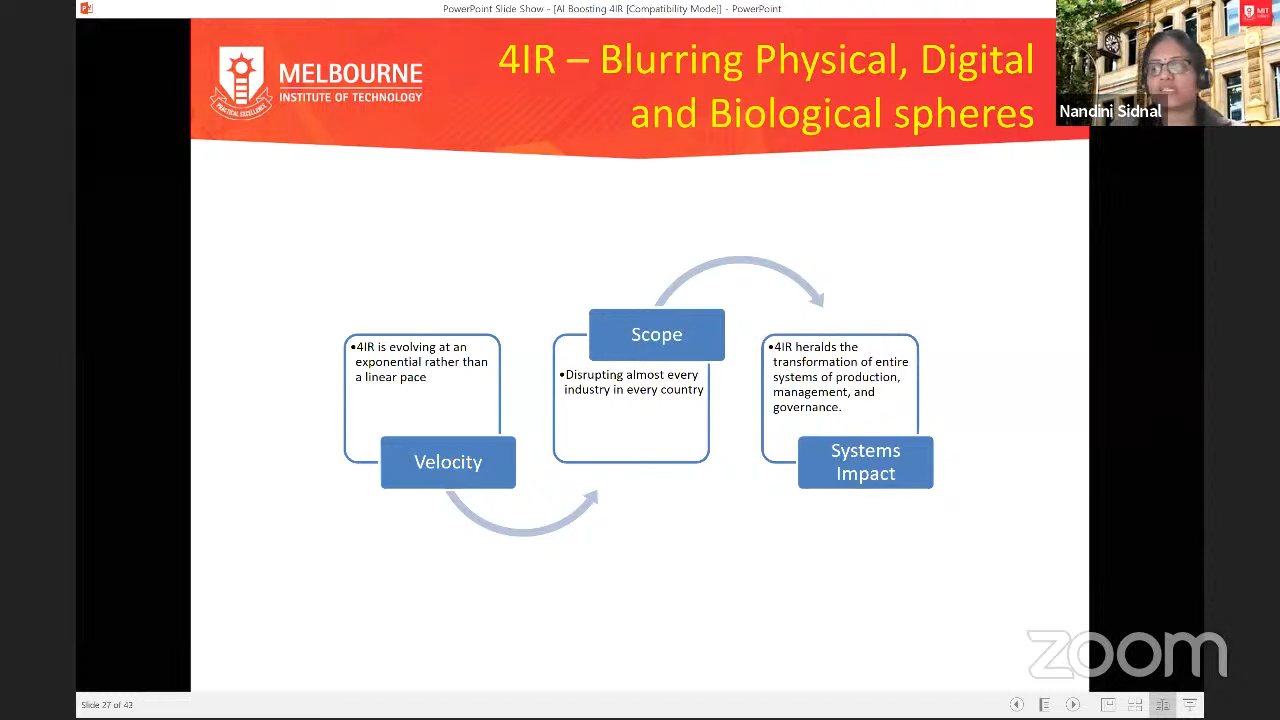 PowerPoint Slide Show - [AI Boosting 4IR [Compatibility Mode]] - PowerPoint
MELBOURNE
INSTITUTE OF TECHNOLOGY
PRACTICAL EXCELLENCE
4IR – Blurring Physical, Digital
and Biological spheres
MIT
Nandini Sidnal
•4IR is evolving at an
exponential rather than
a linear pace
Velocity
Scope
•Disrupting almost every
industry in every country
•4IR heralds the
transformation of entire
systems of production,
management, and
governance.
Systems
Impact
zoom
Slide 27 of 43